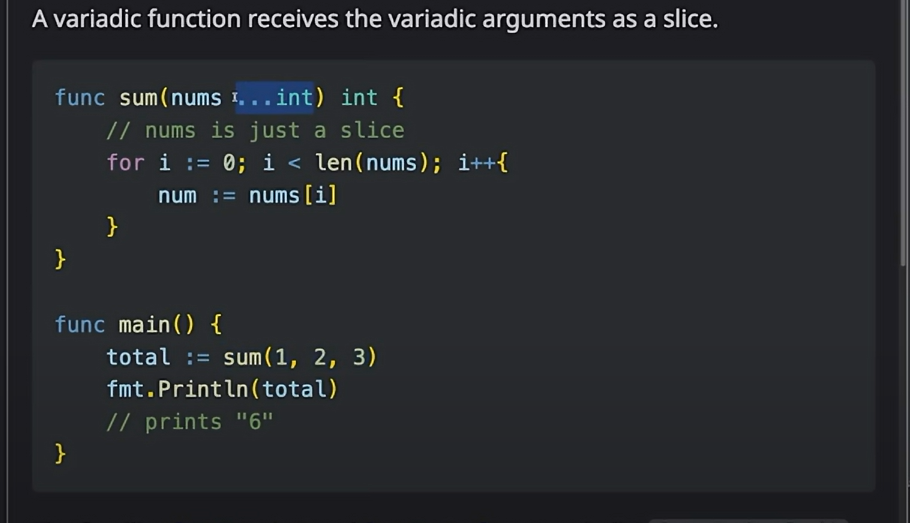 A variadic function receives the variadic arguments as a slice.
func sum(nums ...int) int {
    // nums is just a slice
    for i := 0; i < len(nums); i++{
        num := nums[i]
    }
}

func main() {
    total := sum(1, 2, 3)
    fmt.Println(total)
    // prints "6"
}